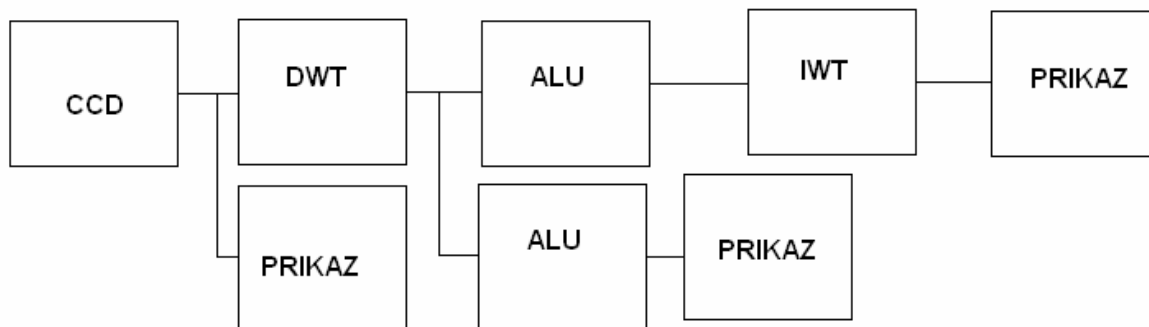 CCD
DWT
ALU
IWT
PRIKAZ
PRIKAZ
ALU
PRIKAZ